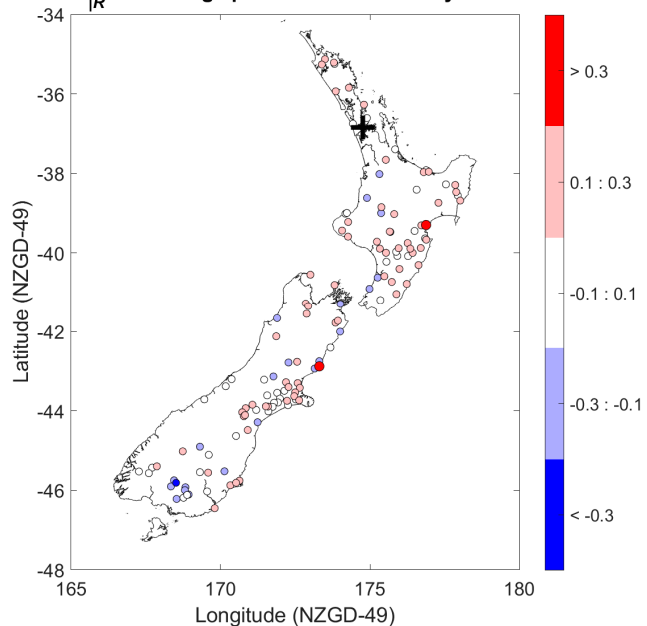 -34
-36
-38
-40
-42
-44
-46
-48
165
170
175
180
Longitude (NZGD-49)
Latitude (NZGD-49)
> 0.3
0.1 : 0.3
-0.1 : 0.1
-0.3 : -0.1
< -0.3